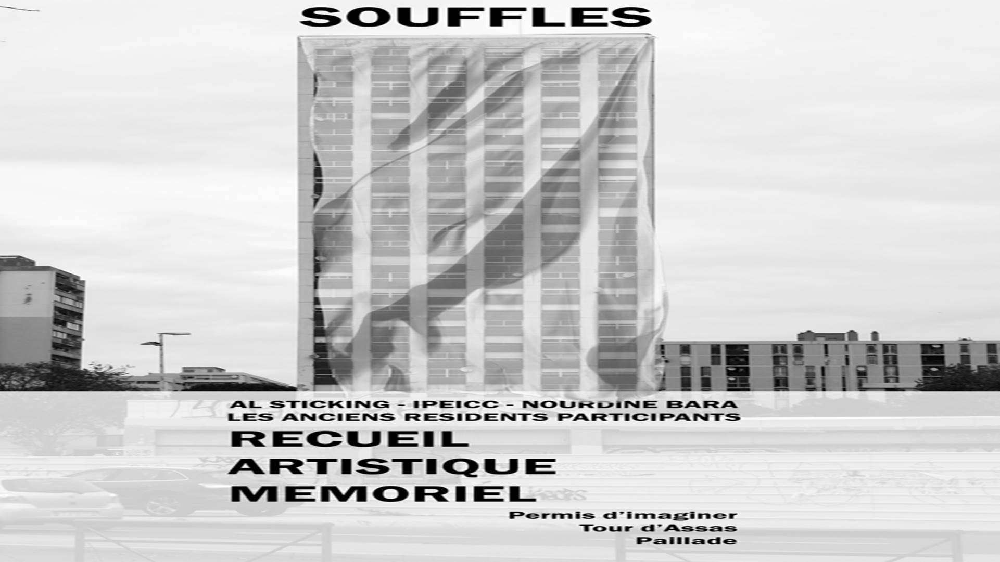 SOUFFLES
AL STICKING - IPEICC - NOURDINE BARA
LES ANCIENS RESIDENTS PARTICIPANTS
RECUEIL
ARTISTIQUE
MEMORIEL
Permis d'imaginer
Tour d'Assas
Paillade